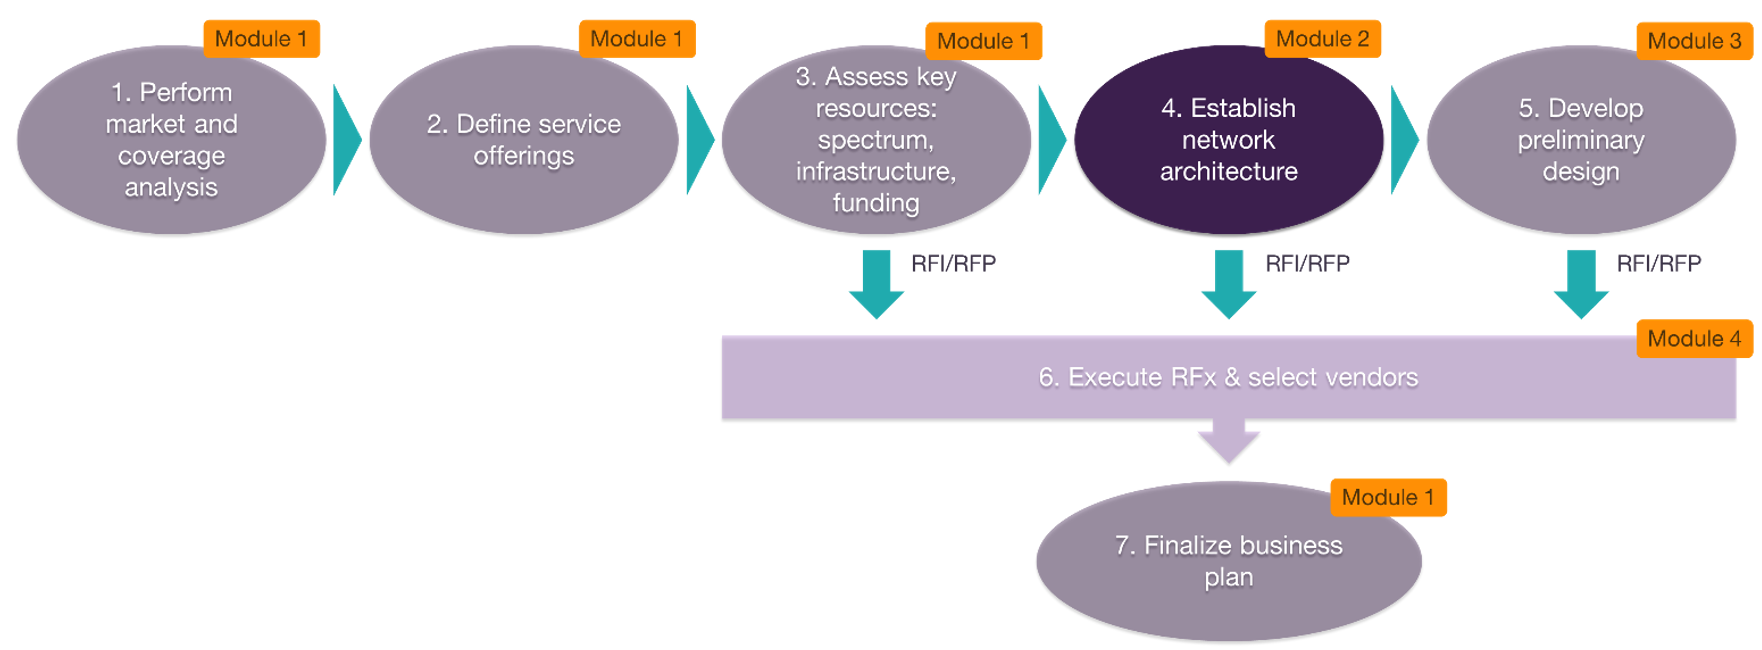 Module 1
1. Perform
market and
coverage
analysis
Module 1
2. Define service
offerings
Module 1
3. Assess key
resources:
spectrum,
infrastructure,
funding
Module 2
4. Establish
network
architecture
Module 3
5. Develop
preliminary
design
RFI/RFP
RFI/RFP
RFI/RFP
Module 4
6. Execute RFx & select vendors
Module 1
7. Finalize business
plan